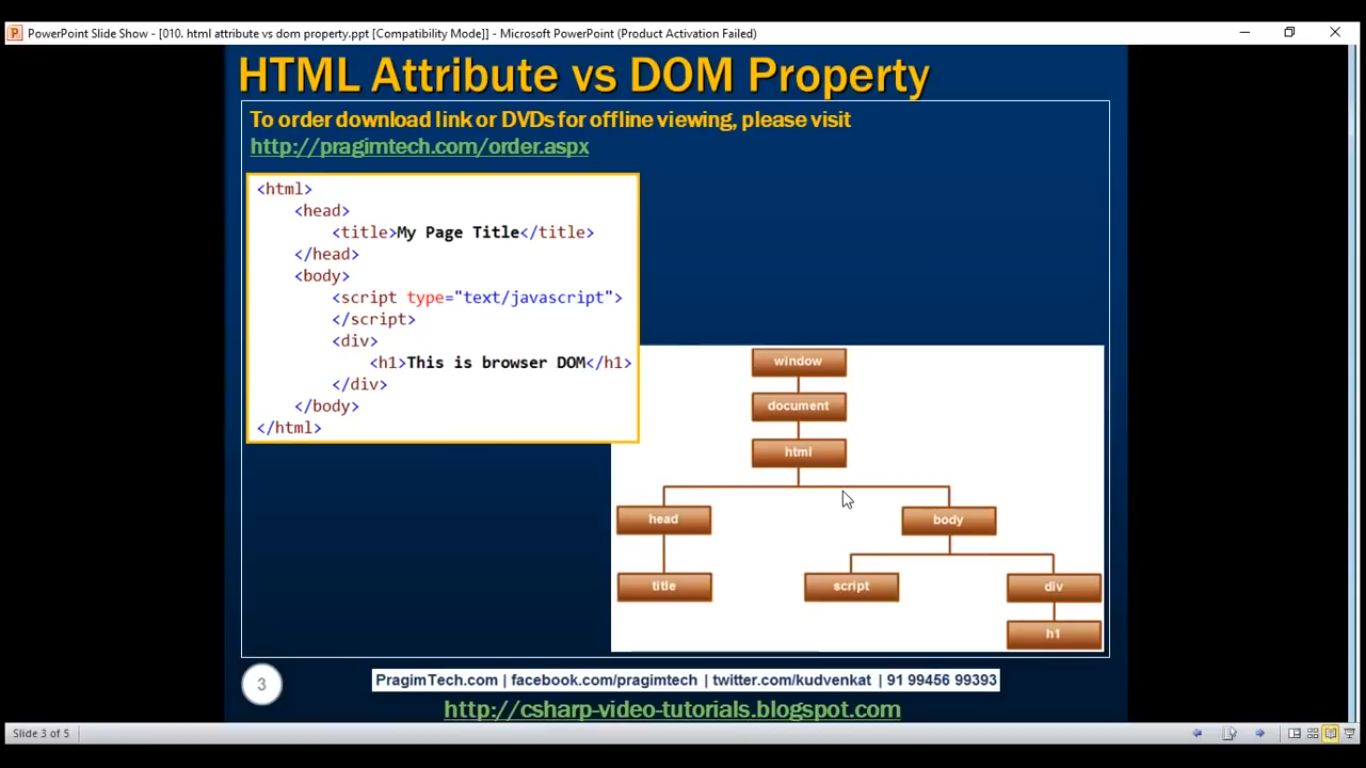 PowerPoint Slide Show - [010. html attribute vs dom property.ppt [Compatibility Mode]] - Microsoft PowerPoint (Product Activation Failed)
HTML Attribute vs DOM Property
To order download link or DVDs for offline viewing, please visit
http://pragimtech.com/order.aspx
<html>
<head>
<title>My Page Title</title>
</head>
<body>
<script type="text/javascript">
</script>
<div>
<h1>This is browser DOM</h1>
</div>
</body>
</html>
window
document
html
head
body
title
script
div
h1
3
PragimTech.com | facebook.com/pragimtech | twitter.com/kudvenkat | 91 99456 99393
http://csharp-video-tutorials.blogspot.com
Slide 3 of 5